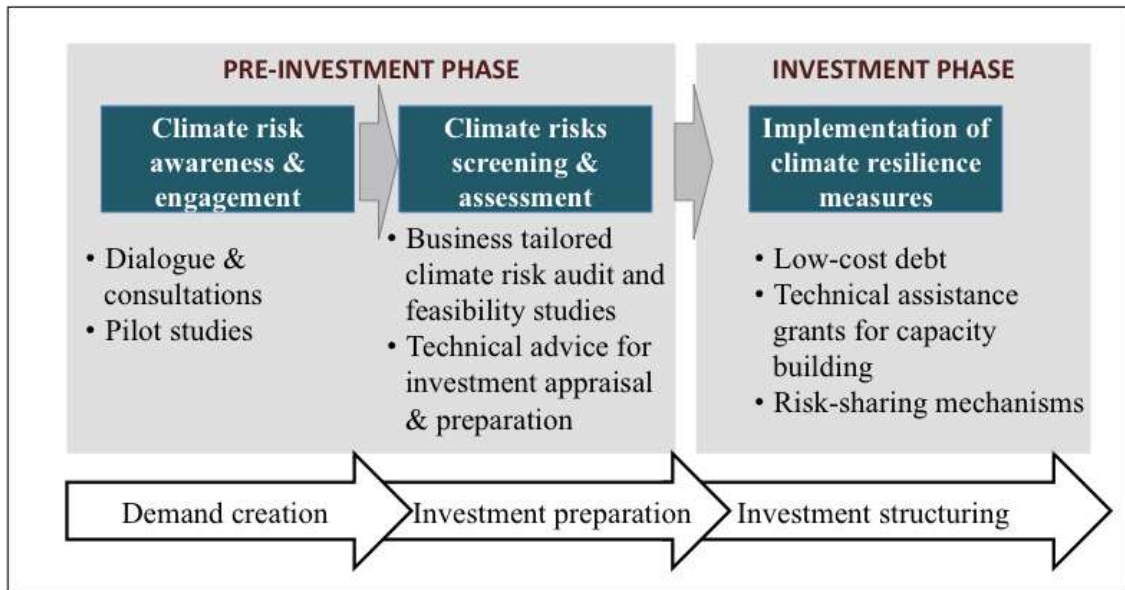 PRE-INVESTMENT PHASE
Climate risk
awareness &
engagement
• Dialogue &
consultations
• Pilot studies
Climate risks
screening &
assessment
• Business tailored
climate risk audit and
feasibility studies
• Technical advice for
investment appraisal
& preparation
INVESTMENT PHASE
Implementation of
climate resilience
measures
• Low-cost debt
• Technical assistance
grants for capacity
building
• Risk-sharing mechanisms
Demand creation
Investment preparation
Investment structuring